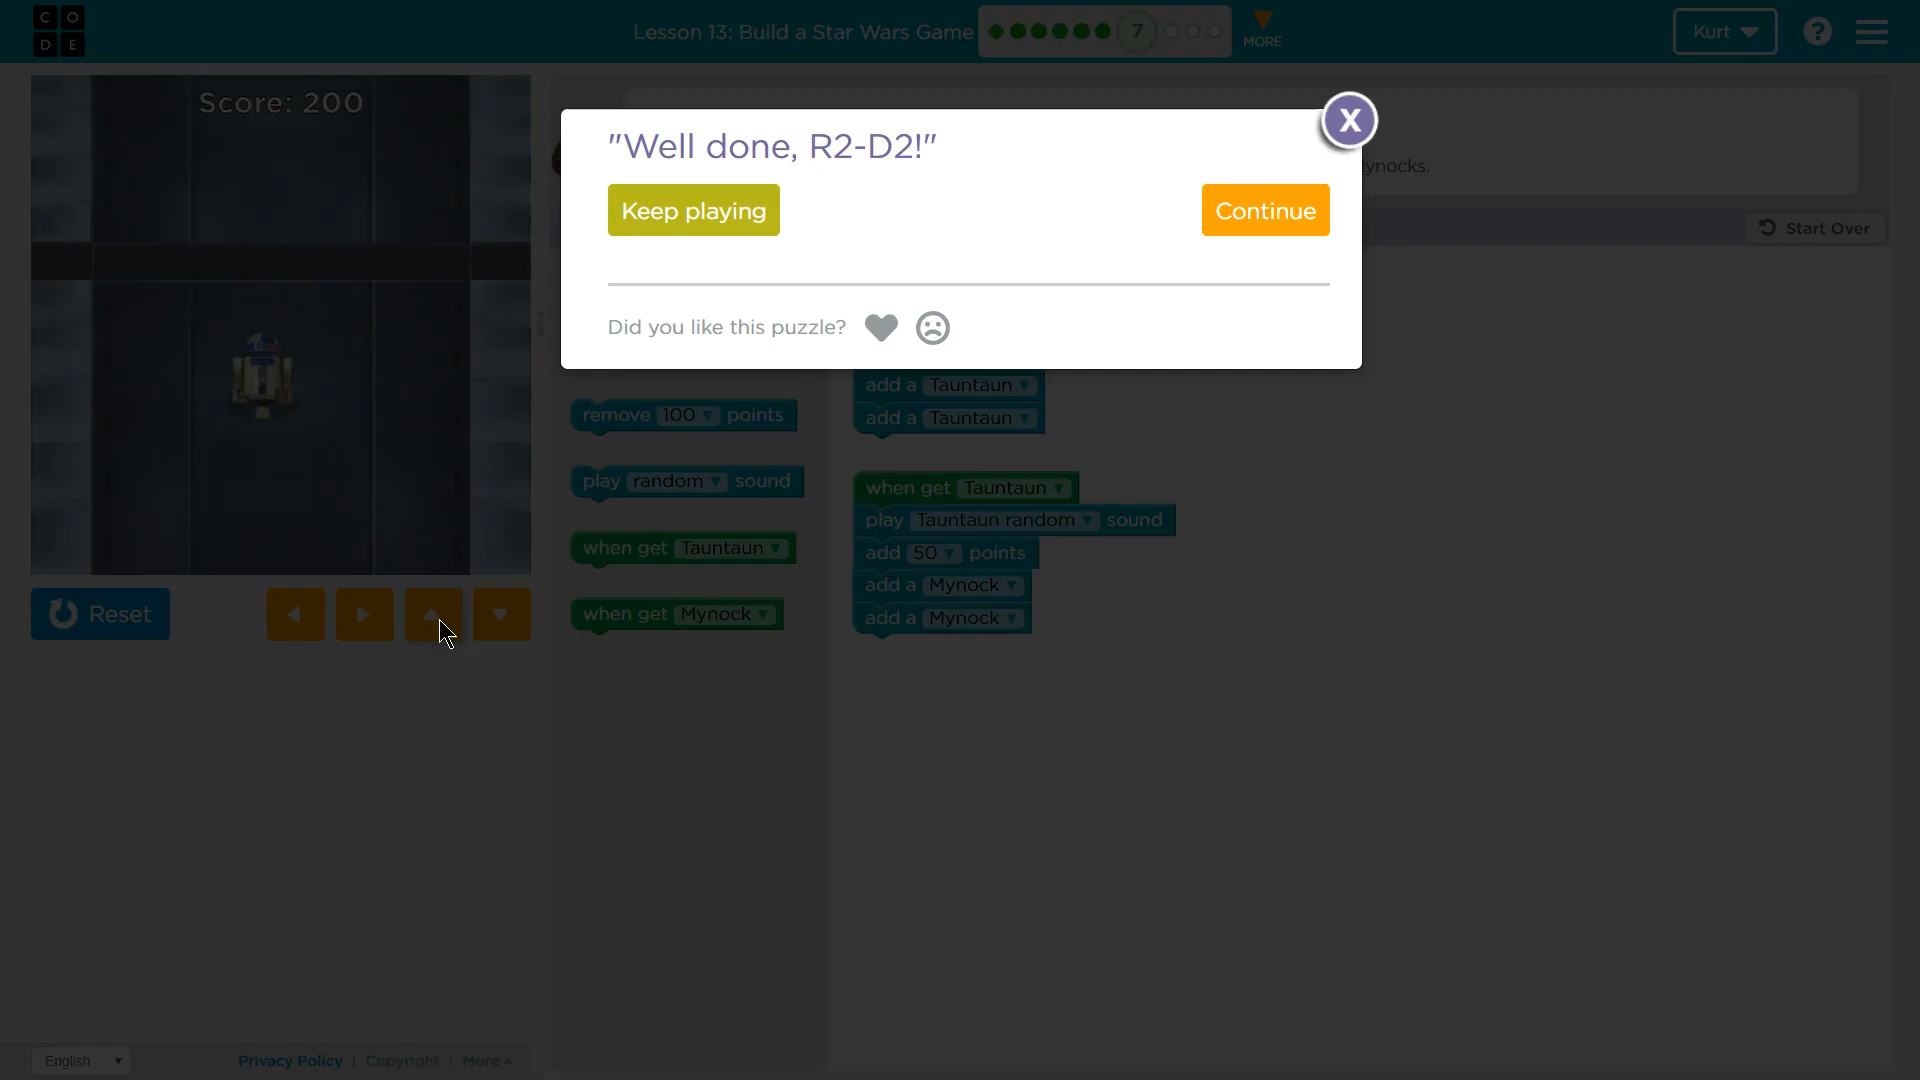 C O
D E
Lesson 13: Build a Star Wars Game
7
MORE
Kurt
?
Score: 200
"Well done, R2-D2!"
X
Keep playing
Continue
Did you like this puzzle?
ynocks.
Start Over
add a Tauntaun
add a Tauntaun
remove 100 points
play random sound
when get Tauntaun
when get Mynock
when get Tauntaun
play Tauntaun random sound
add 50 points
add a Mynock
add a Mynock
Reset
English
Privacy Policy | Copyright | More